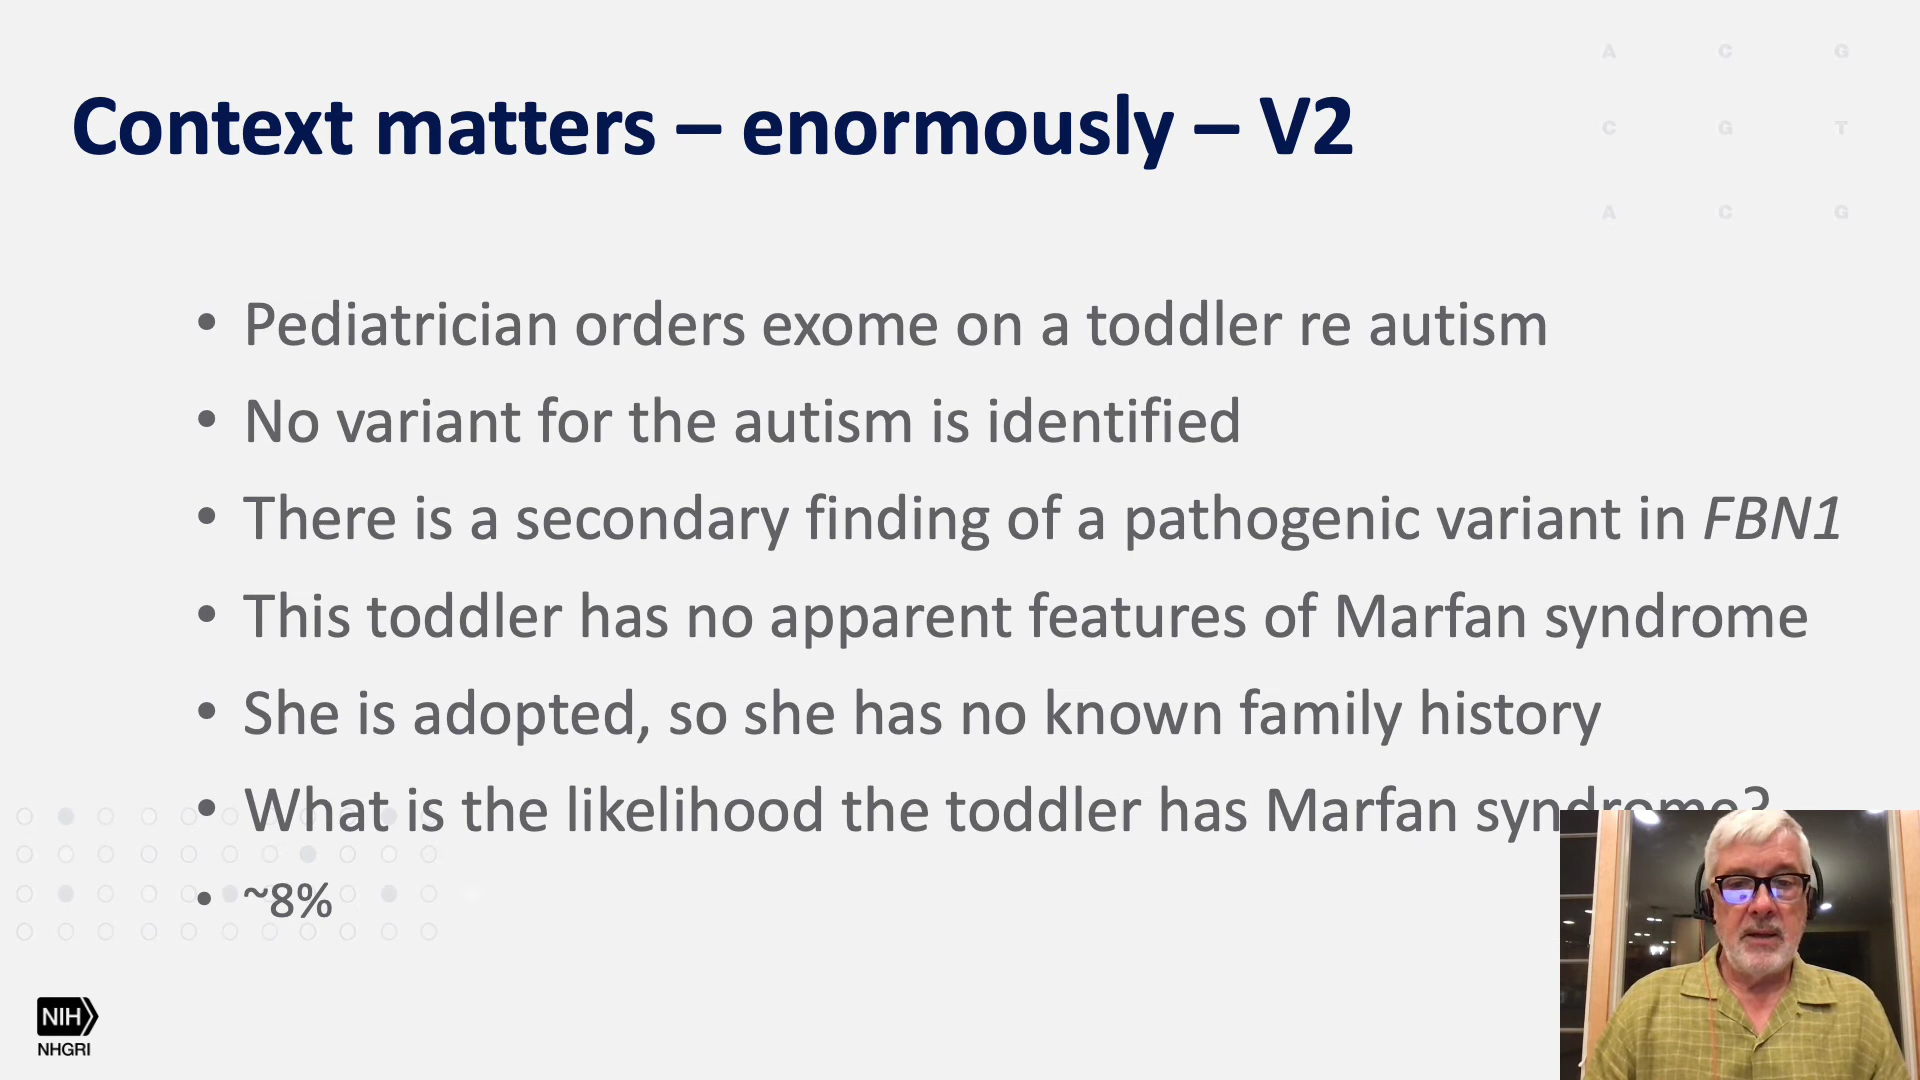 A C G
Context matters – enormously – V2
C G T
A C G
• Pediatrician orders exome on a toddler re autism
• No variant for the autism is identified
• There is a secondary finding of a pathogenic variant in FBN1
• This toddler has no apparent features of Marfan syndrome
• She is adopted, so she has no known family history
• What is the likelihood the toddler has Marfan syndrome?
• ~8%
NIH
NHGRI